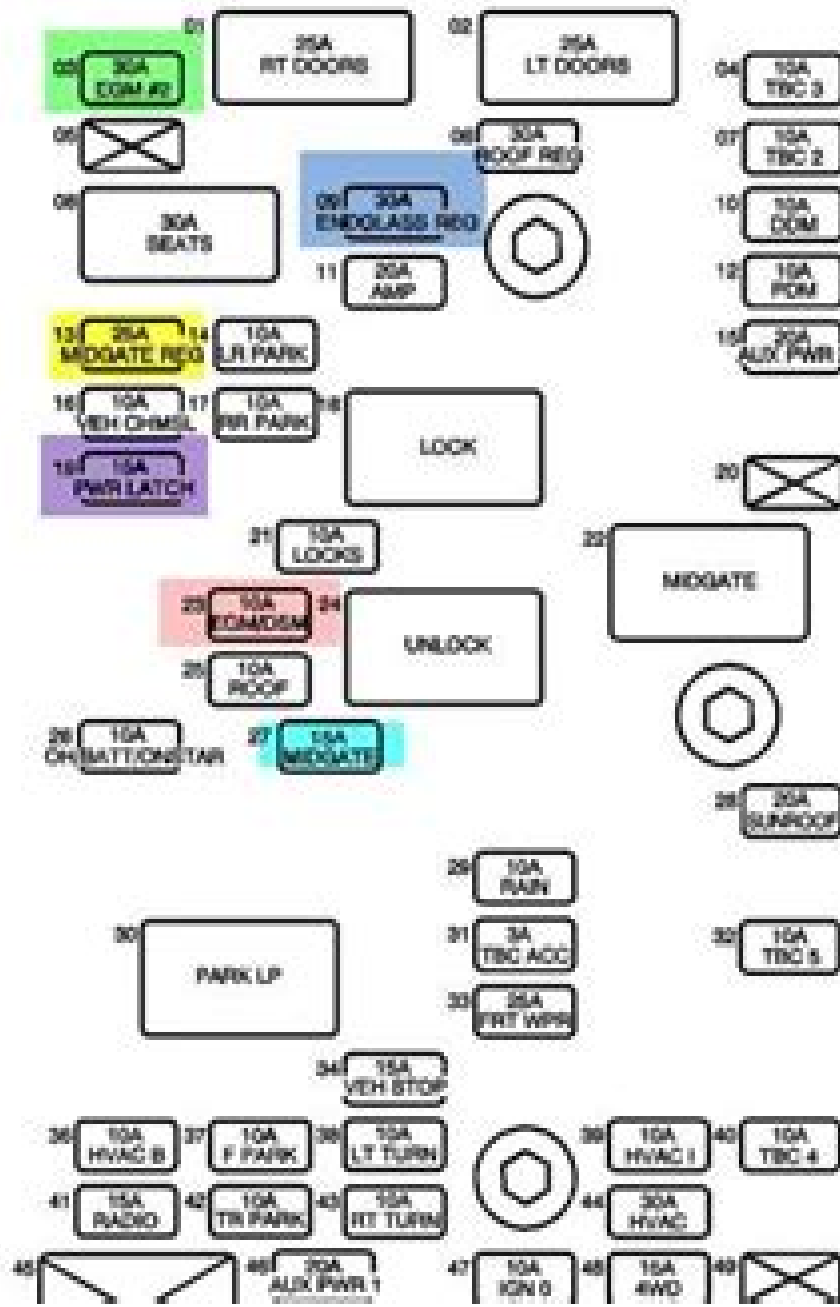 01
25A
RT DOORS
02
25A
LT DOORS
03
30A
EGM #2
04
10A
TBC 3
05
06
30A
ROOF REG
07
10A
TBC 2
08
30A
SEATS
09
30A
ENDGLASS REG
10
10A
DDM
11
20A
AMP
12
10A
PDM
13
25A
MIDGATE REG
14
10A
LR PARK
15
20A
AUX PWR
16
10A
VEH CHMSL
17
10A
RR PARK
18
LOCK
19
15A
PWR LATCH
20
21
10A
LOCKS
22
MIDGATE
23
10A
EGM/DSM
24
UNLOCK
25
10A
ROOF
26
10A
OH BATT/ONSTAR
27
15A
MIDGATE
28
20A
SUNROOF
29
10A
RAIN
30
PARK LP
31
3A
TBC ACC
32
10A
TBC 5
33
25A
FRT WPR
34
15A
VEH STOP
36
10A
HVAC B
37
10A
F PARK
38
10A
LT TURN
39
10A
HVAC I
40
10A
TBC 4
41
15A
RADIO
42
10A
TR PARK
43
10A
RT TURN
44
30A
HVAC
45
46
20A
AUX PWR 1
47
10A
IGN 0
48
15A
4WD
49